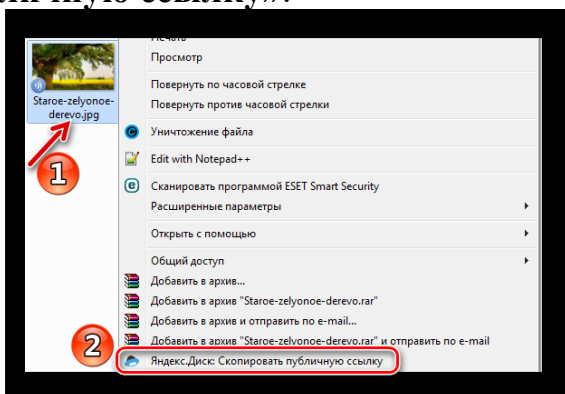 личную ссылку».
Печать
Просмотр
Повернуть по часовой стрелке
Повернуть против часовой стрелки
Уничтожение файла
Edit with Notepad++
Сканировать программой ESET Smart Security
Расширенные параметры
Открыть с помощью
Общий доступ
Добавить в архив...
Добавить в архив "Staroe-zelyonoe-derevo.rar"
Добавить в архив и отправить по e-mail...
Добавить в архив "Staroe-zelyonoe-derevo.rar" и отправить по e-mail
Яндекс.Диск: Скопировать публичную ссылку
Staroe-zelyonoe-
derevo.jpg
1
2